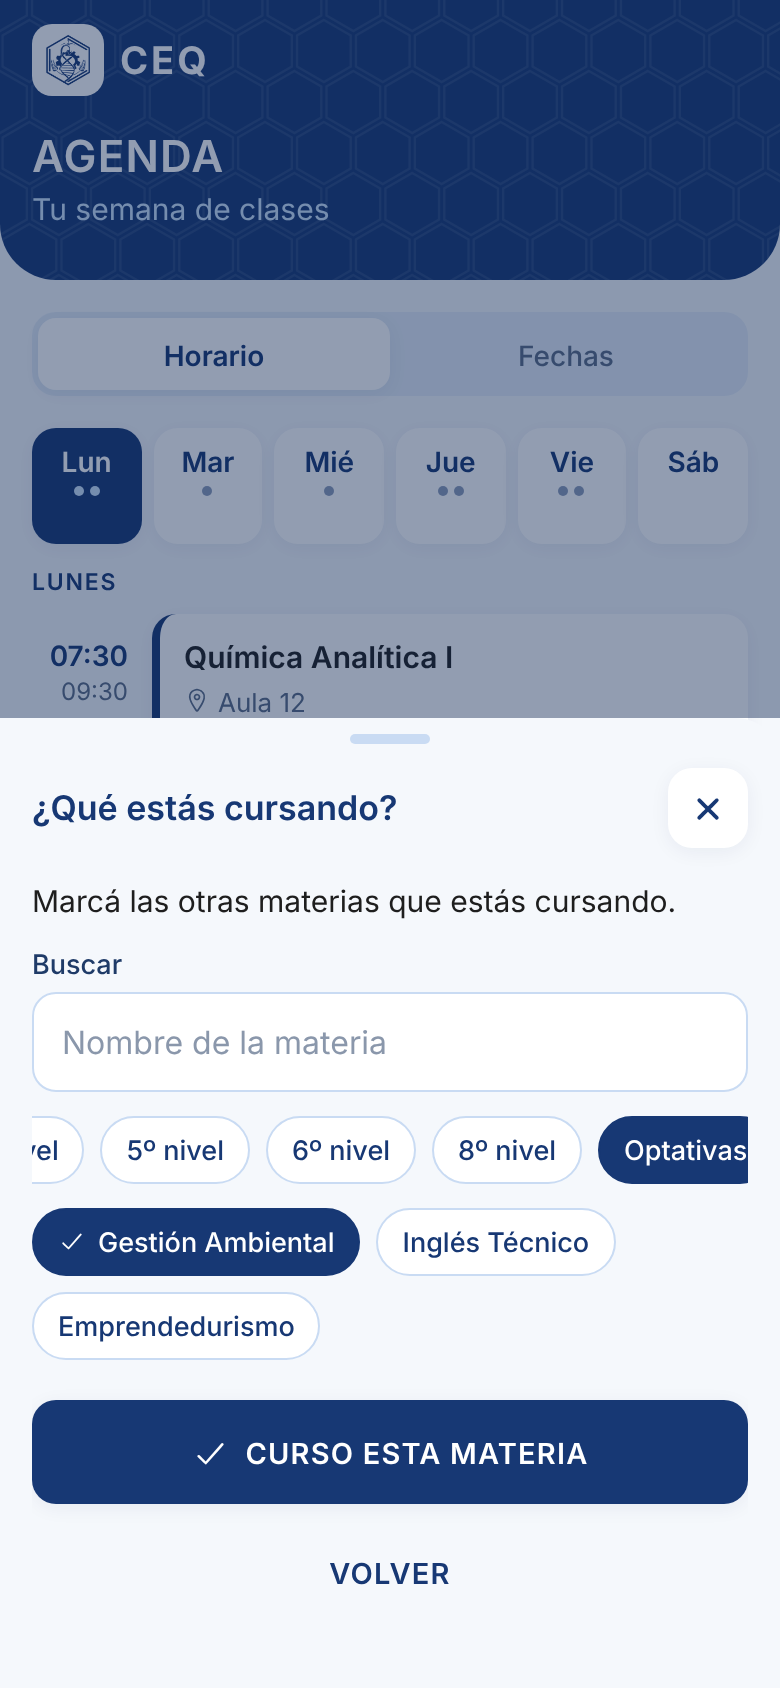 CEQ
AGENDA
Tu semana de clases
Horario Fechas
Lun Mar Mié Jue Vie Sáb
LUNES
07:30 Química Analítica I
09:30 Aula 12
¿Qué estás cursando?
Marcá las otras materias que estás cursando.
Buscar
Nombre de la materia
vel 5º nivel 6º nivel 8º nivel Optativas
Gestión Ambiental Inglés Técnico
Emprendedurismo
CURSO ESTA MATERIA
VOLVER